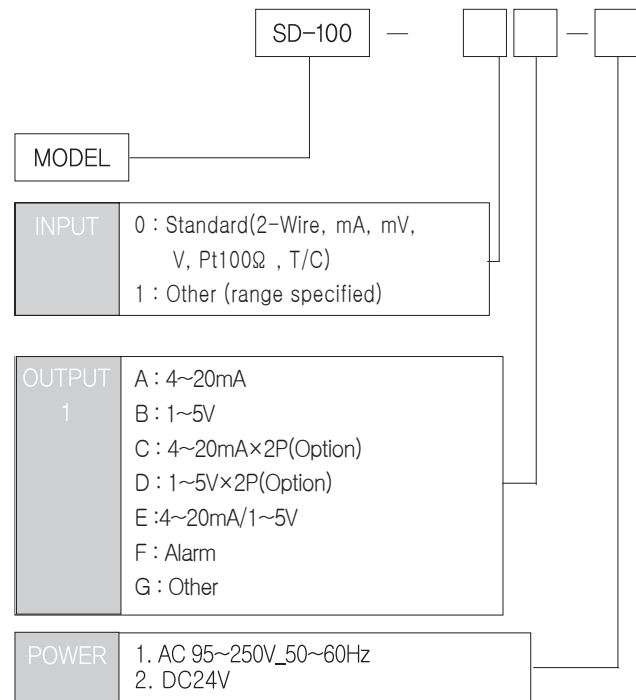 SD-100 — —
MODEL
INPUT
0 : Standard(2-Wire, mA, mV,
V, Pt100Ω , T/C)
1 : Other (range specified)
OUTPUT
1
A : 4~20mA
B : 1~5V
C : 4~20mA×2P(Option)
D : 1~5V×2P(Option)
E :4~20mA/1~5V
F : Alarm
G : Other
POWER
1. AC 95~250V_50~60Hz
2. DC24V